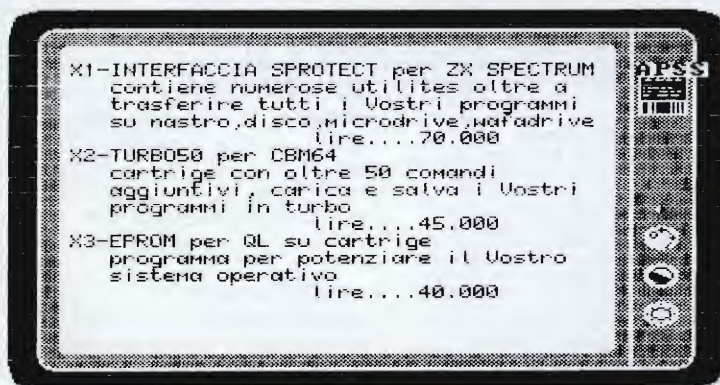 X1-INTERFACCIA SPROTECT per ZX SPECTRUM
contiene numerose utilites oltre a
trasferire tutti i Vostri programmi
su nastro,disco,microdrive,wafadrive
lire....70.000
X2-TURBO50 per CBM64
cartrige con oltre 50 comandi
aggiuntivi, carica e salva i Vostri
programmi in turbo
lire....45.000
X3-EPROM per QL su cartrige
programma per potenziare il Vostro
sistema operativo
lire....40.000
APSS